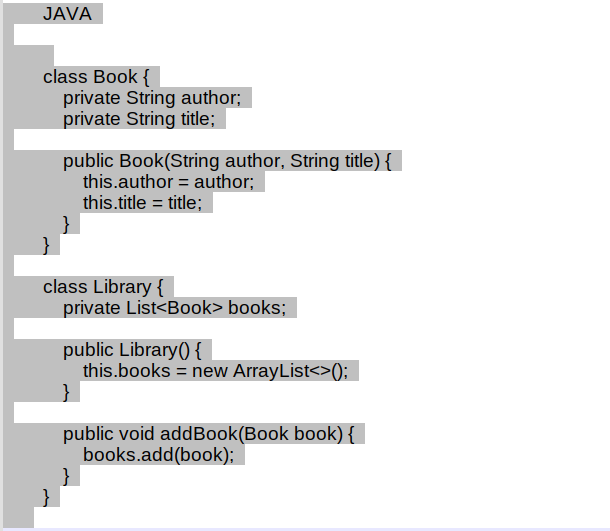 JAVA
class Book {
private String author;
private String title;
public Book(String author, String title) {
this.author = author;
this.title = title;
}
}
class Library {
private List<Book> books;
public Library() {
this.books = new ArrayList<>();
}
public void addBook(Book book) {
books.add(book);
}
}